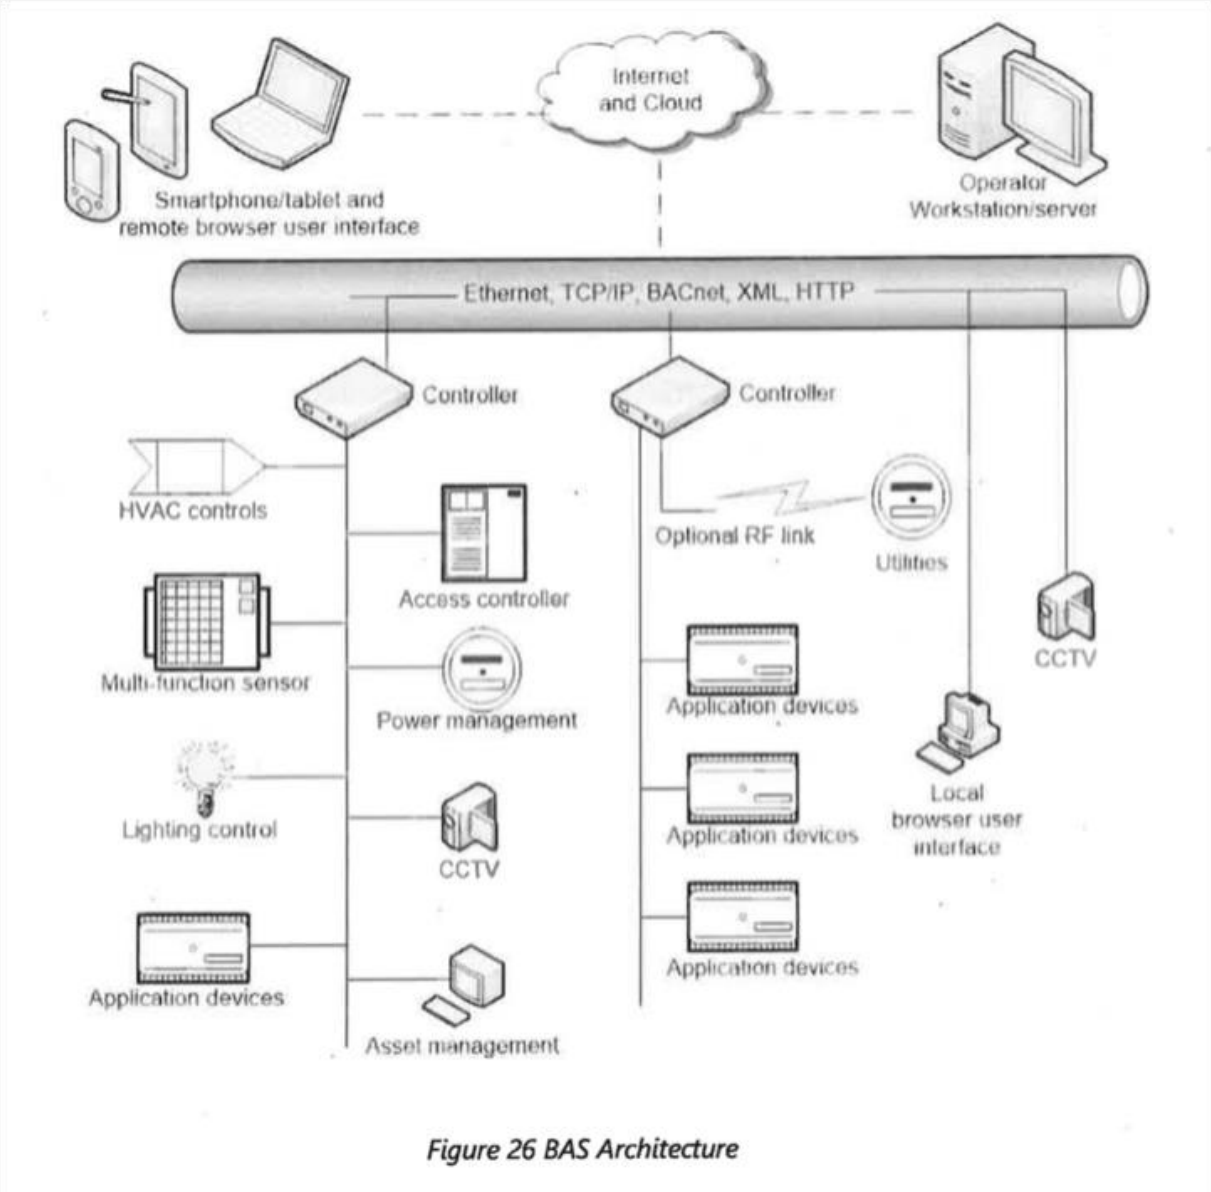 Internet
and Cloud
Smartphone/tablet and
remote browser user interface
Operator
Workstation/server
Ethernet, TCP/IP, BACnet, XML, HTTP
Controller
Controller
HVAC controls
Access controller
Optional RF link
Utilities
Multi-function sensor
Power management
Application devices
CCTV
Lighting control
CCTV
Application devices
Local
browser user
interface
Application devices
Asset management
Application devices
Figure 26 BAS Architecture